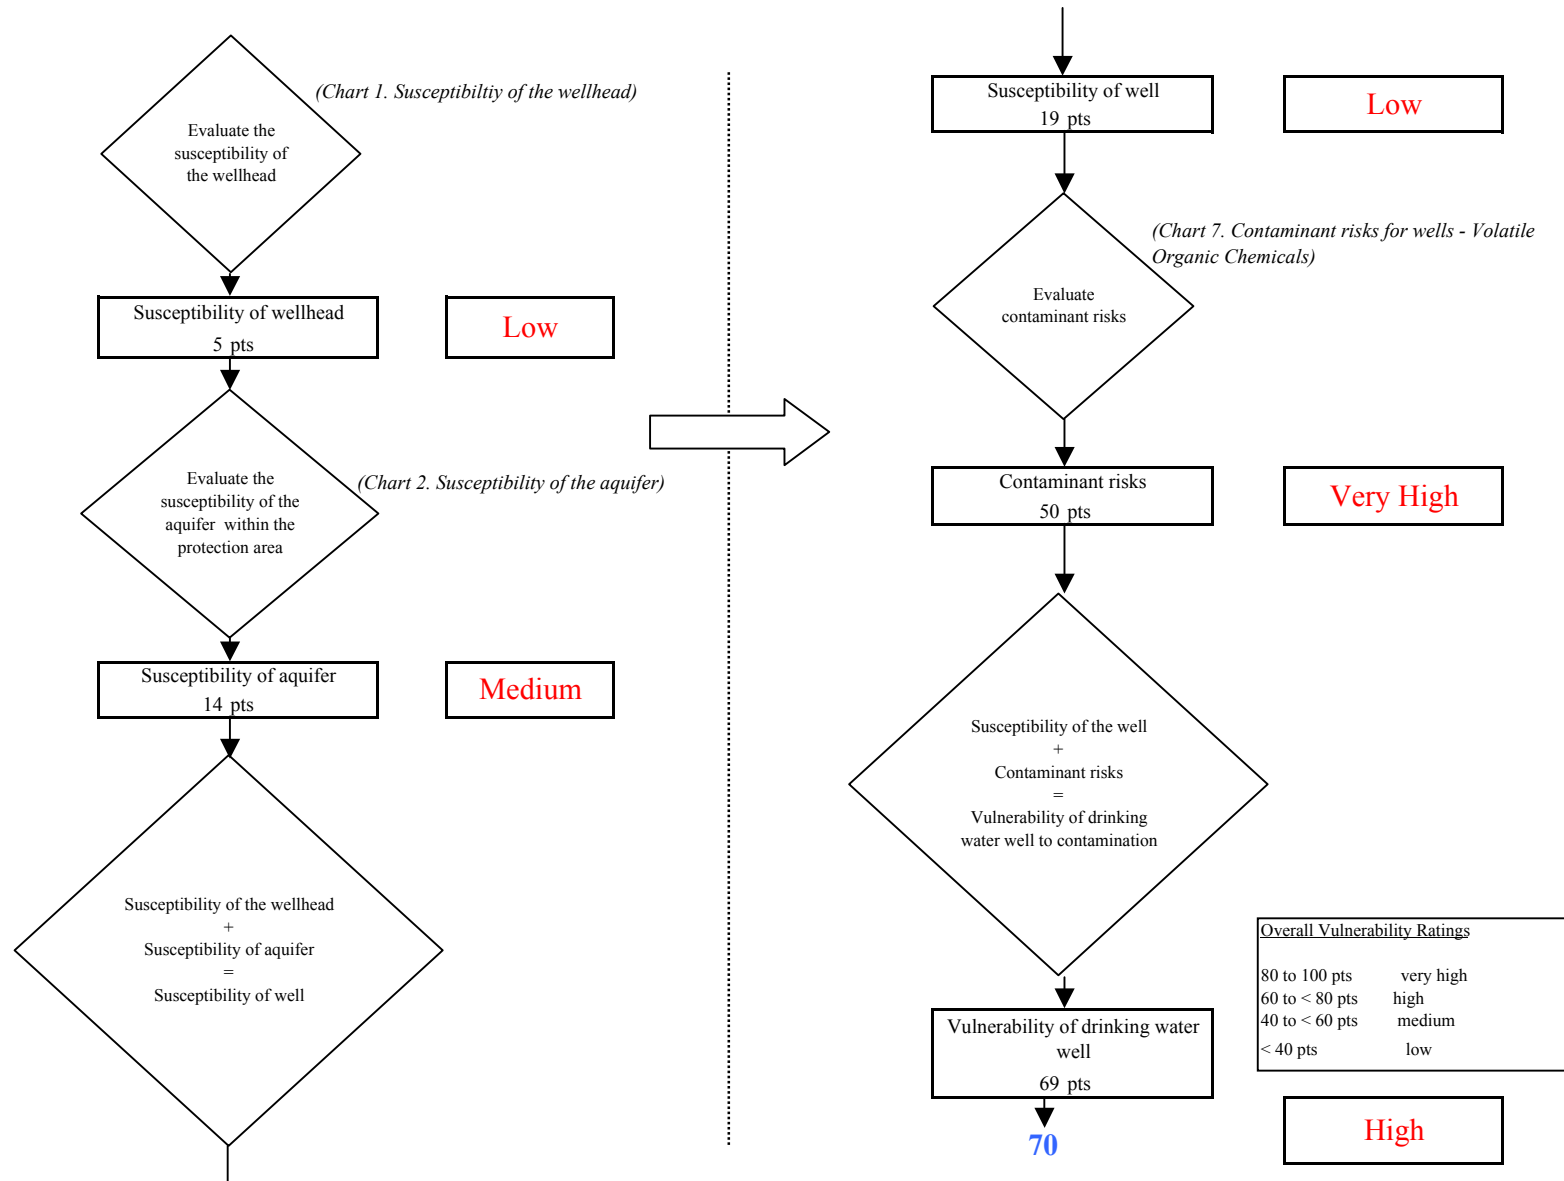 (Chart 1. Susceptibiltiy of the wellhead)
Evaluate the
susceptibility of
the wellhead
Susceptibility of wellhead
5 pts
Low
Evaluate the
susceptibility of the
aquifer within the
protection area
(Chart 2. Susceptibility of the aquifer)
Susceptibility of aquifer
14 pts
Medium
Susceptibility of the wellhead
+
Susceptibility of aquifer
=
Susceptibility of well
Susceptibility of well
19 pts
Low
(Chart 7. Contaminant risks for wells - Volatile
Organic Chemicals)
Evaluate
contaminant risks
Contaminant risks
50 pts
Very High
Susceptibility of the well
+
Contaminant risks
=
Vulnerability of drinking
water well to contamination
Overall Vulnerability Ratings
80 to 100 pts very high
60 to < 80 pts high
40 to < 60 pts medium
< 40 pts low
Vulnerability of drinking water
well
69 pts
70
High